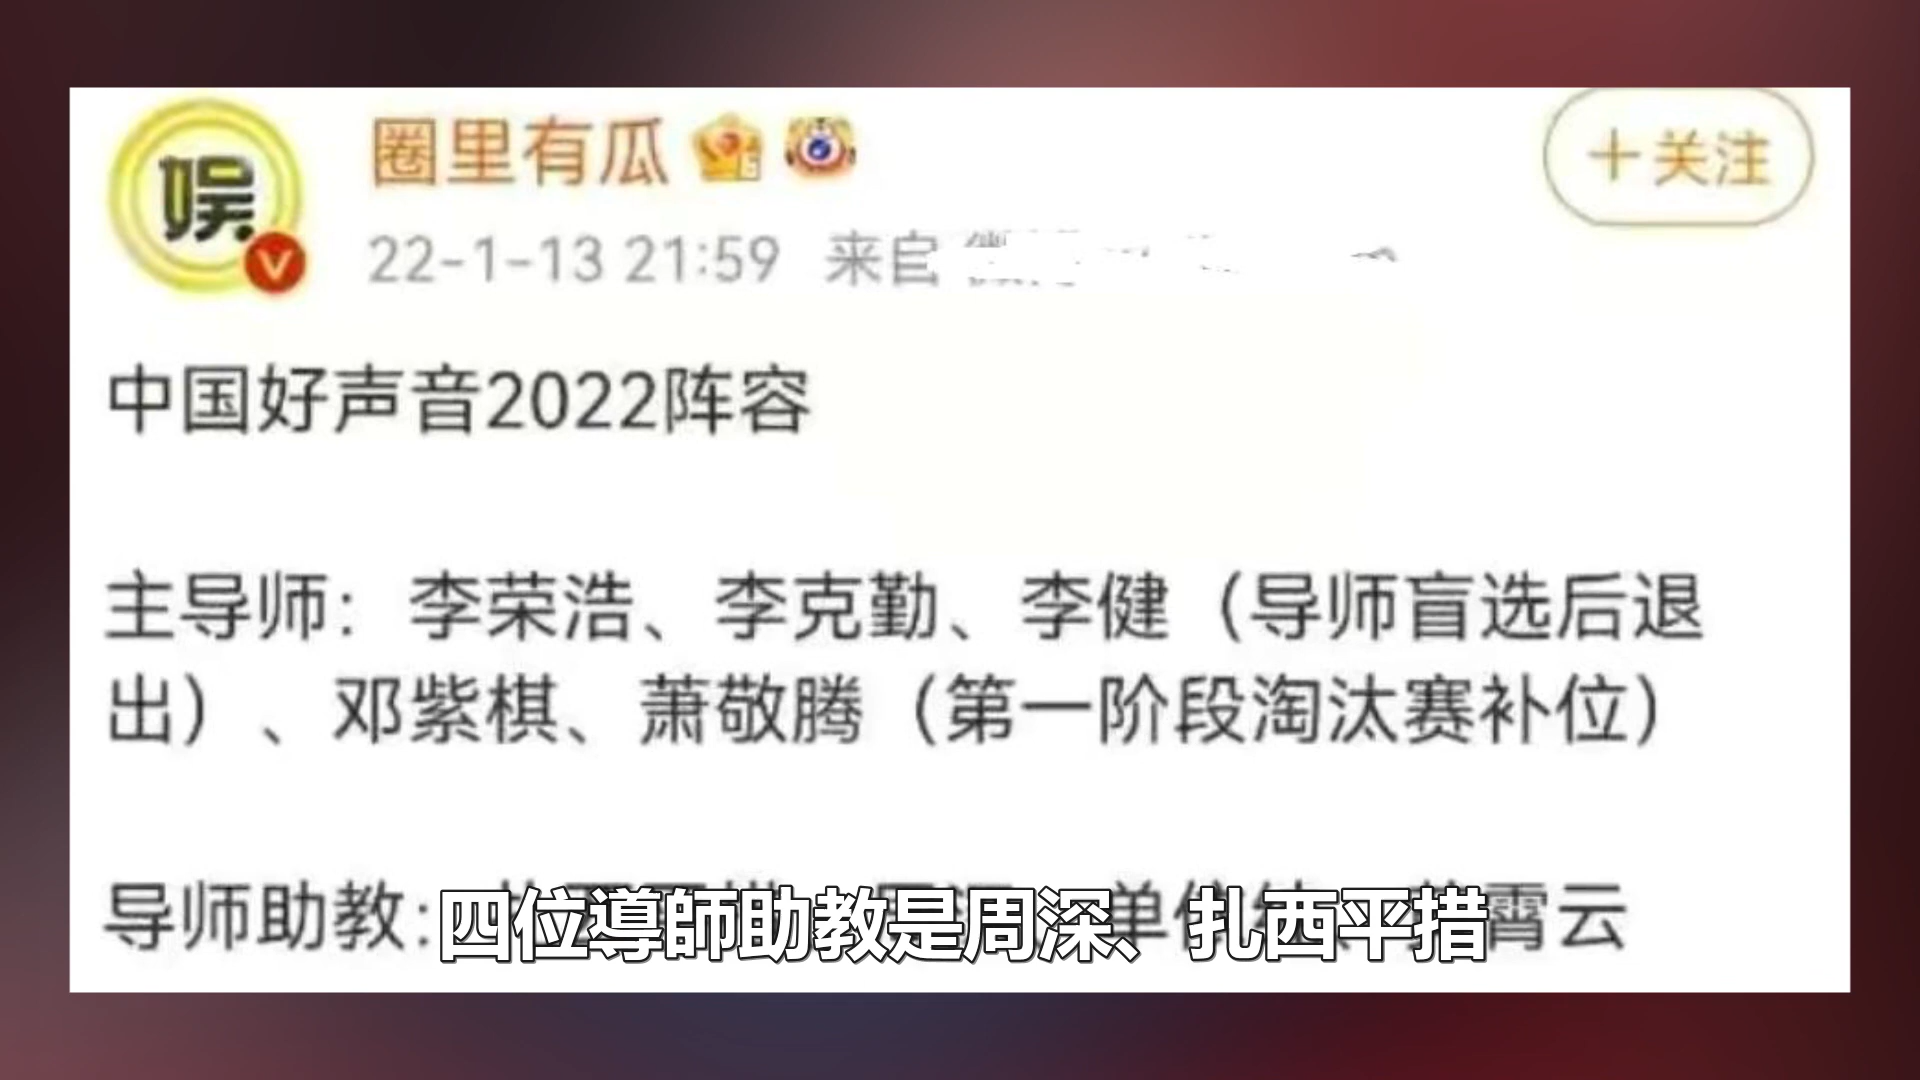 娱
V
圈里有瓜
+关注
22-1-13 21:59 来自
中国好声音2022阵容
主导师：李荣浩、李克勤、李健（导师盲选后退
出）、邓紫棋、萧敬腾（第一阶段淘汰赛补位）
导师助教：
霄云
四位導師助教是周深、扎西平措